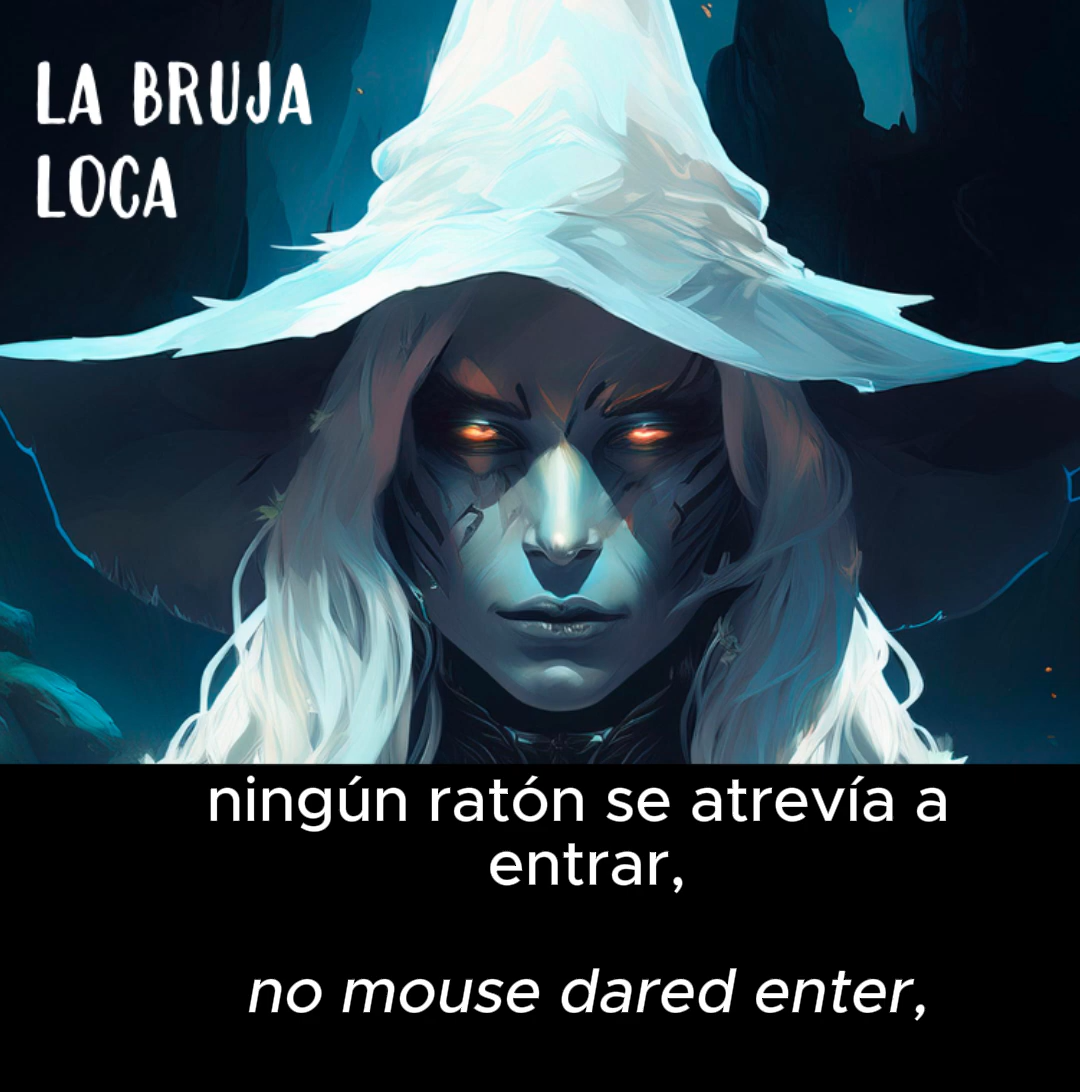 LA BRUJA
LOCA
ningún ratón se atrevía a
entrar,
no mouse dared enter,